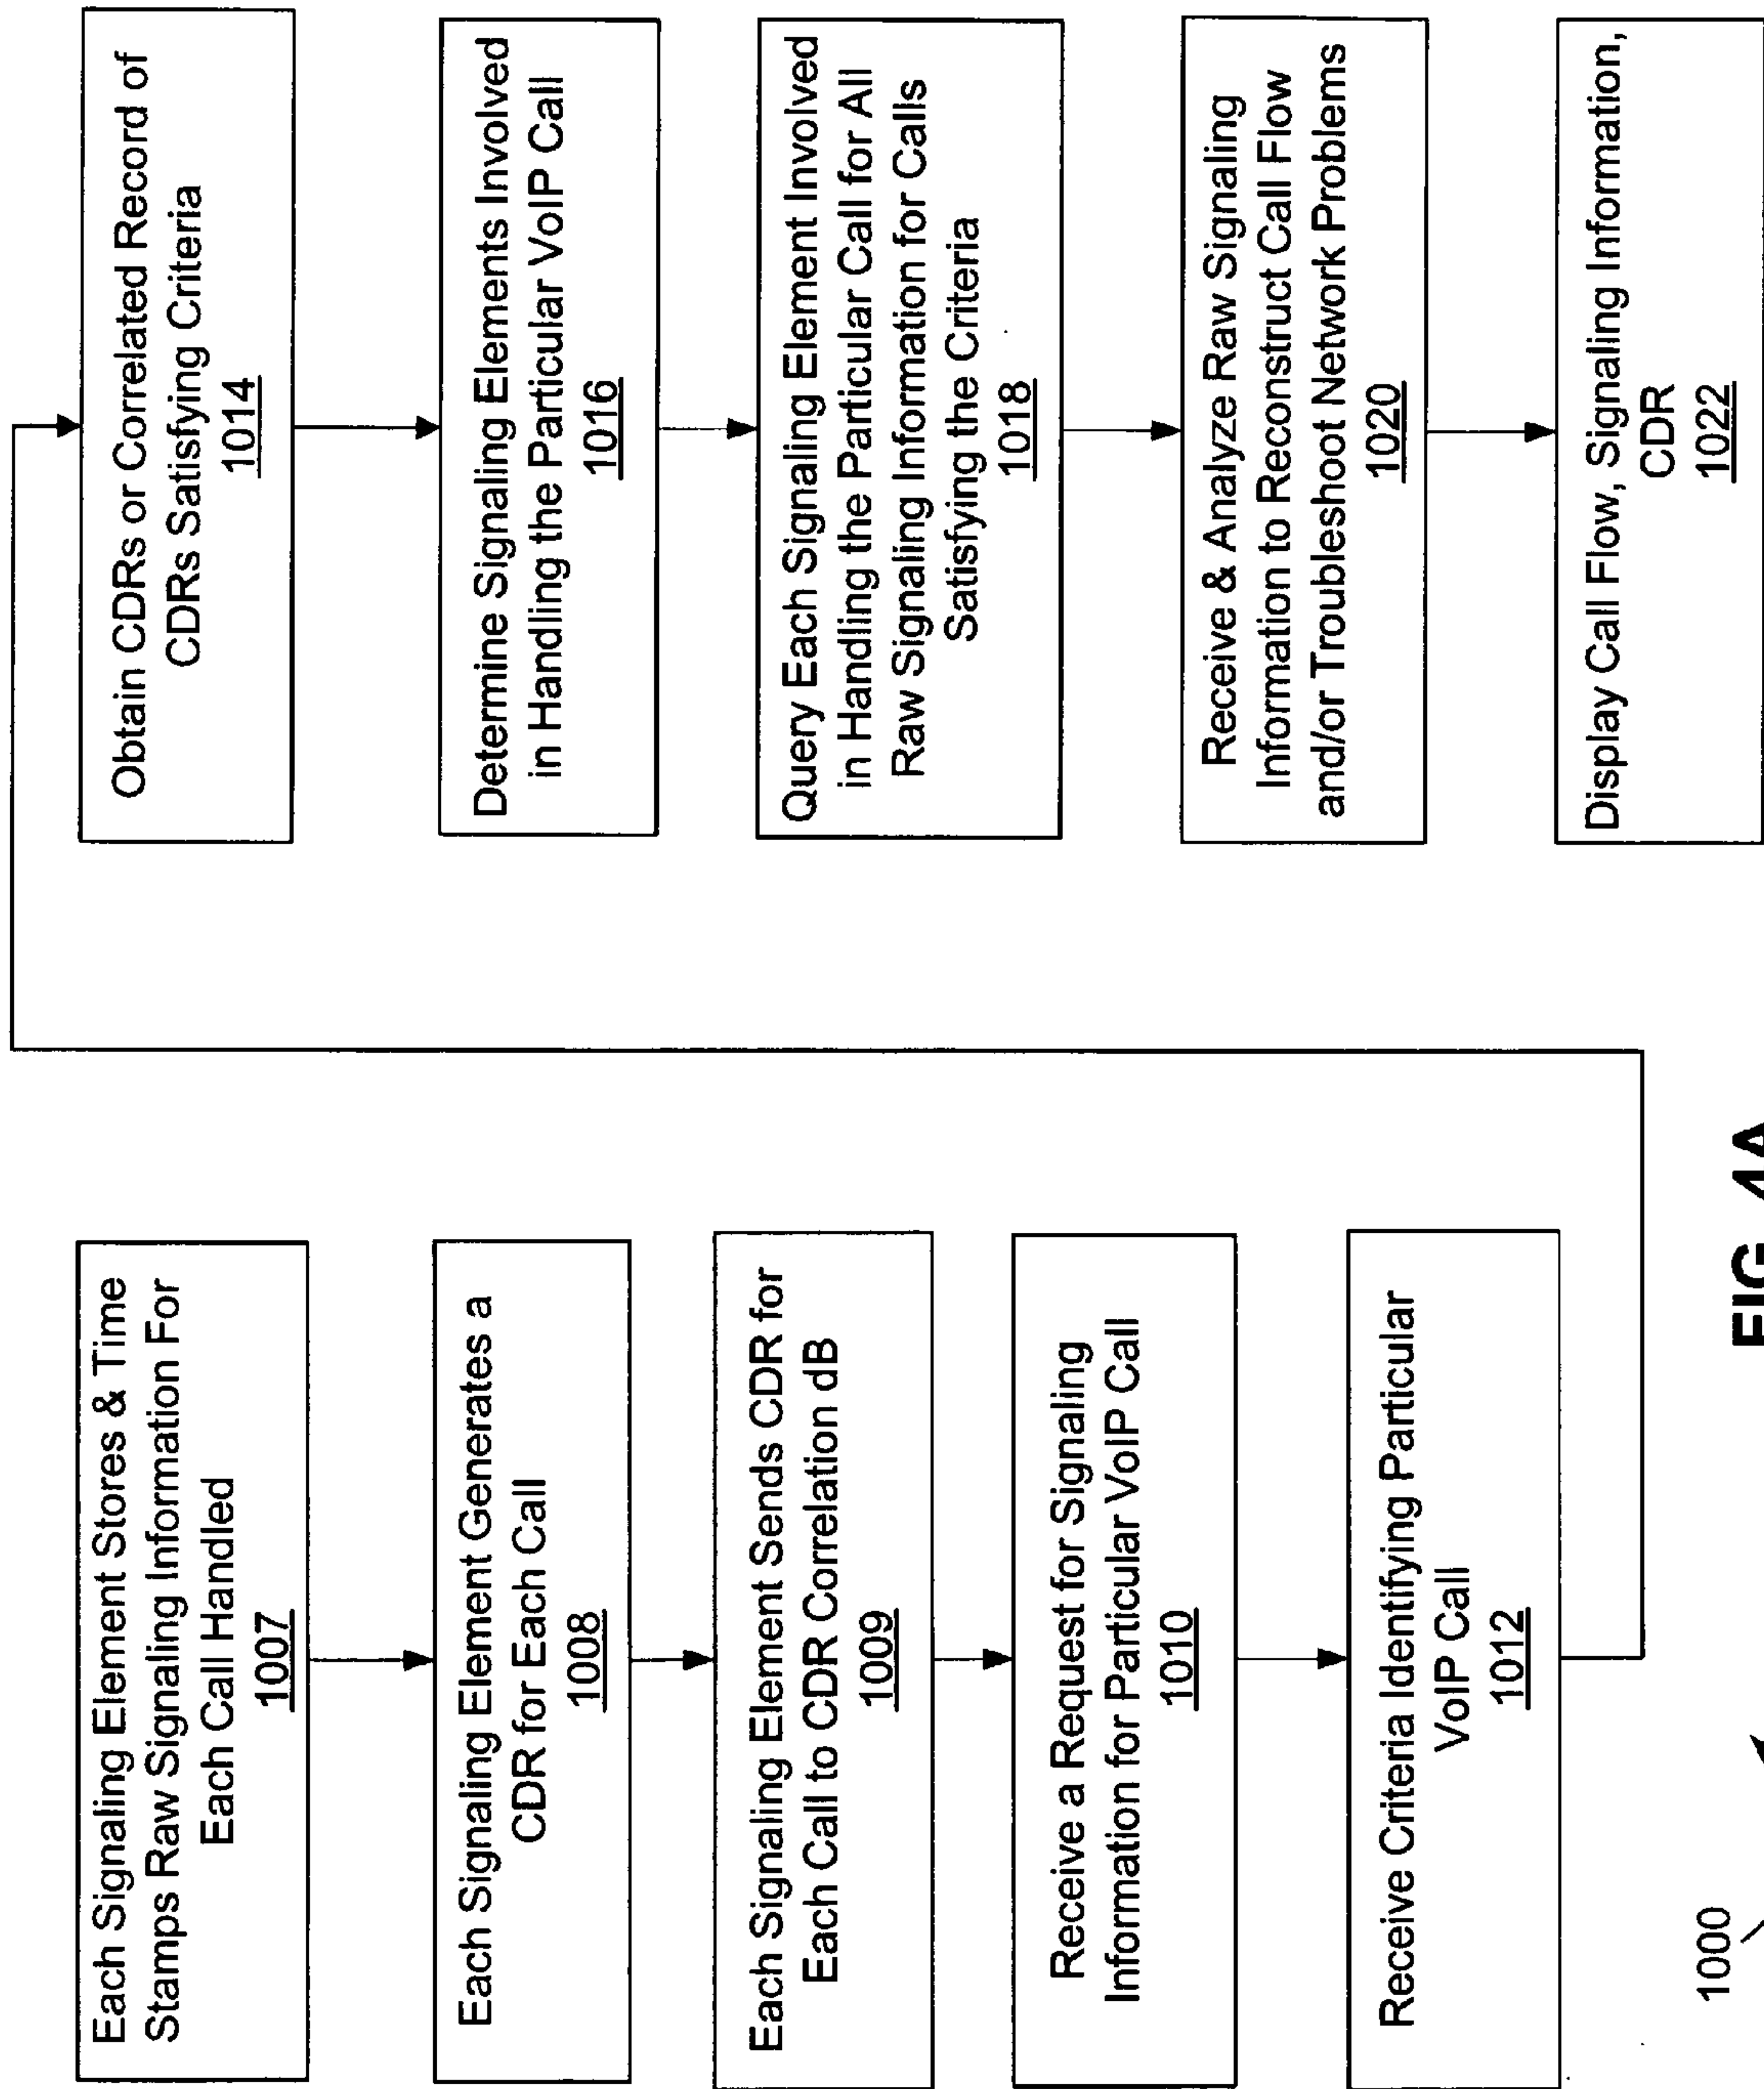 Each Signaling Element Stores & Time
Stamps Raw Signaling Information For
Each Call Handled
1007
Each Signaling Element Generates a
CDR for Each Call
1008
Each Signaling Element Sends CDR for
Each Call to CDR Correlation dB
1009
Receive a Request for Signaling
Information for Particular VoIP Call
1010
Receive Criteria Identifying Particular
VoIP Call
1012
Obtain CDRs or Correlated Record of
CDRs Satisfying Criteria
1014
Determine Signaling Elements Involved
in Handling the Particular VoIP Call
1016
Query Each Signaling Element Involved
in Handling the Particular Call for All
Raw Signaling Information for Calls
Satisfying the Criteria
1018
Receive & Analyze Raw Signaling
Information to Reconstruct Call Flow
and/or Troubleshoot Network Problems
1020
Display Call Flow, Signaling Information,
CDR
1022
1000
FIG. 4A